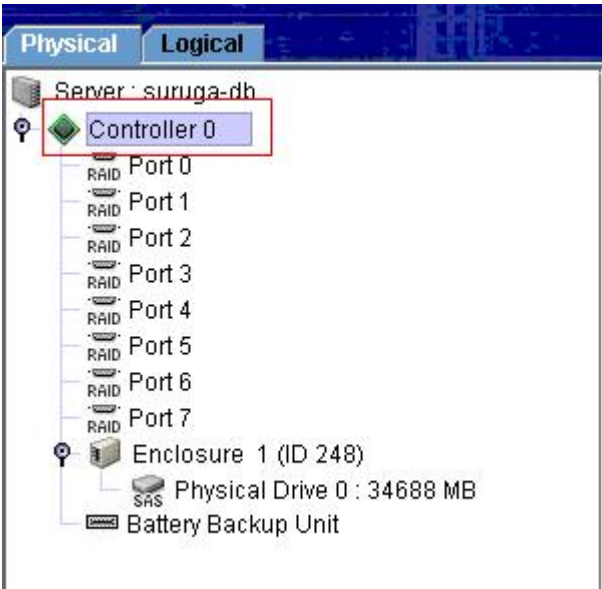 Physical Logical
Server : suruga-db
Controller 0
RAID Port 0
RAID Port 1
RAID Port 2
RAID Port 3
RAID Port 4
RAID Port 5
RAID Port 6
RAID Port 7
Enclosure 1 (ID 248)
SAS Physical Drive 0 : 34688 MB
Battery Backup Unit